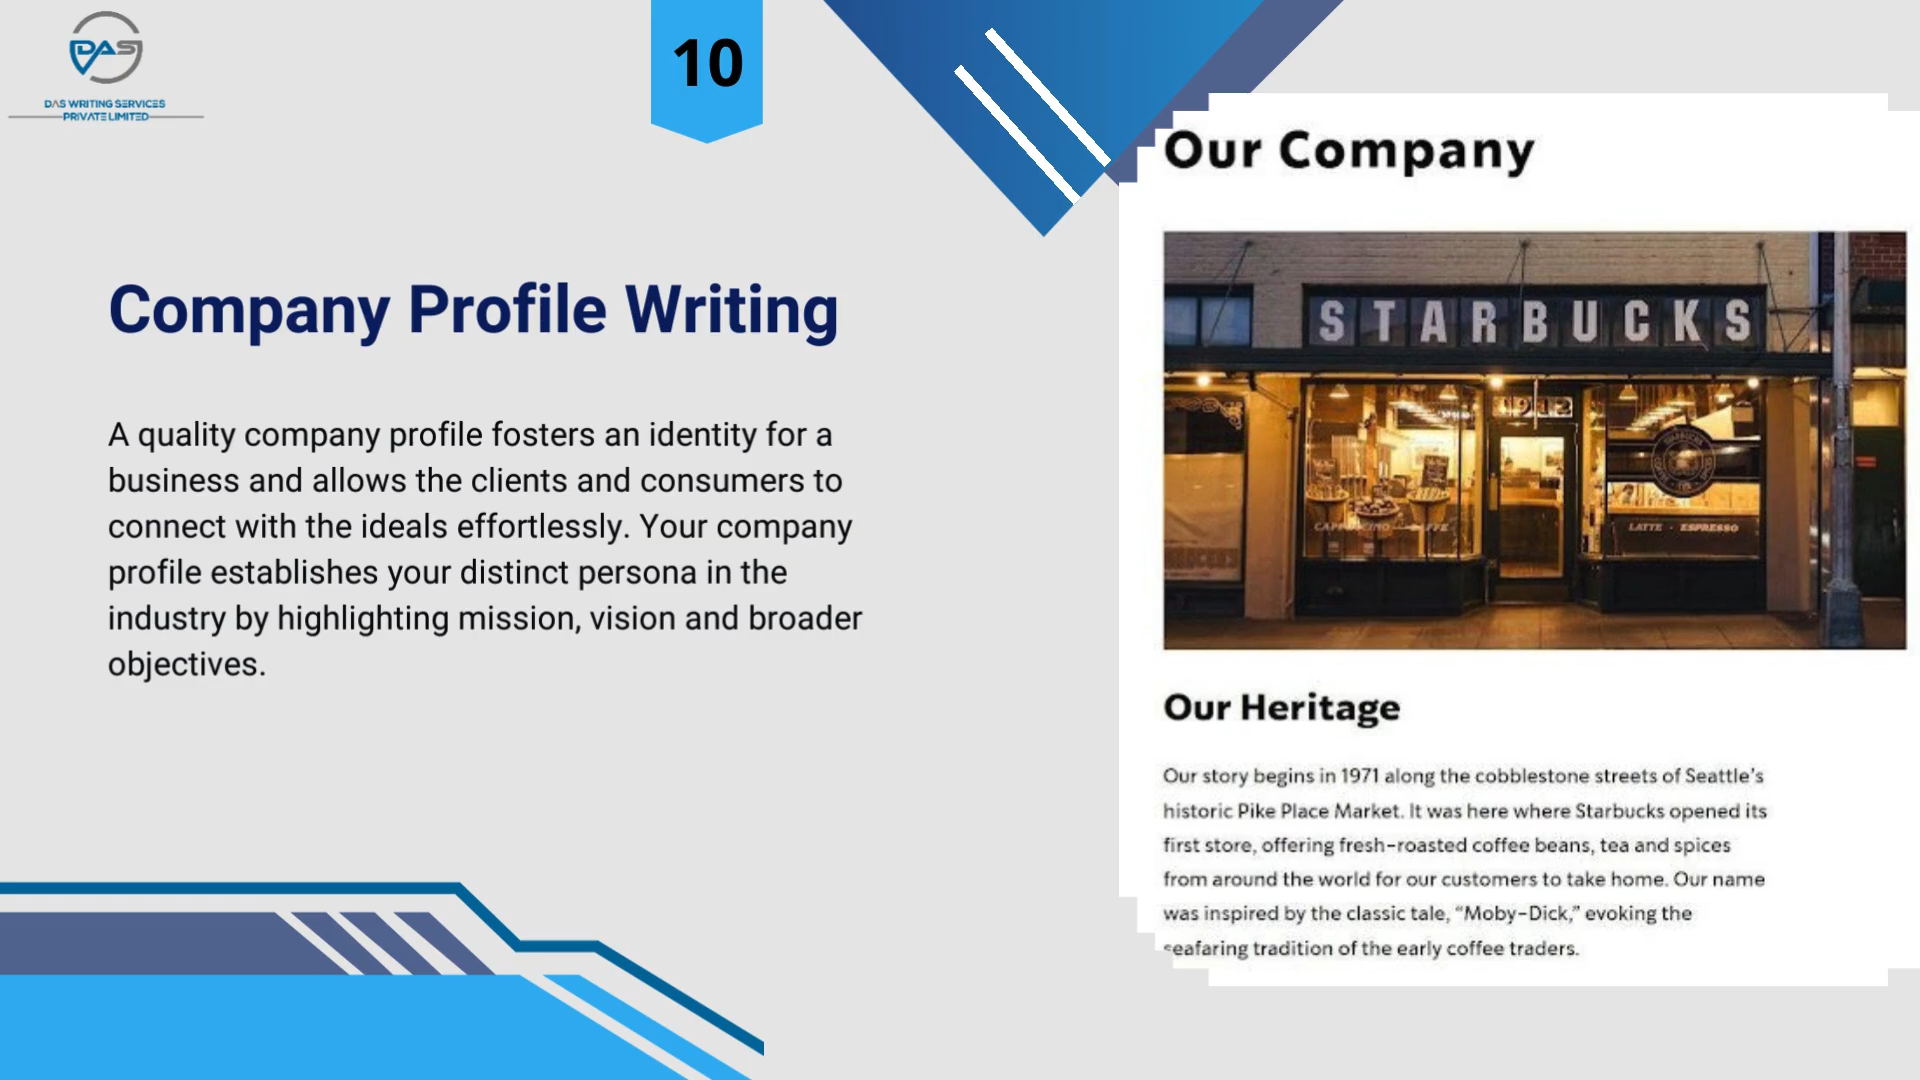 DAS
DAS WRITING SERVICES
PRIVATE LIMITED
10
Company Profile Writing
A quality company profile fosters an identity for a
business and allows the clients and consumers to
connect with the ideals effortlessly. Your company
profile establishes your distinct persona in the
industry by highlighting mission, vision and broader
objectives.
Our Company
STARBUCKS
1912
CAPPUCCINO CAFFE
LATTE · ESPRESSO
Our Heritage
Our story begins in 1971 along the cobblestone streets of Seattle's
historic Pike Place Market. It was here where Starbucks opened its
first store, offering fresh-roasted coffee beans, tea and spices
from around the world for our customers to take home. Our name
was inspired by the classic tale, “Moby-Dick,” evoking the
seafaring tradition of the early coffee traders.